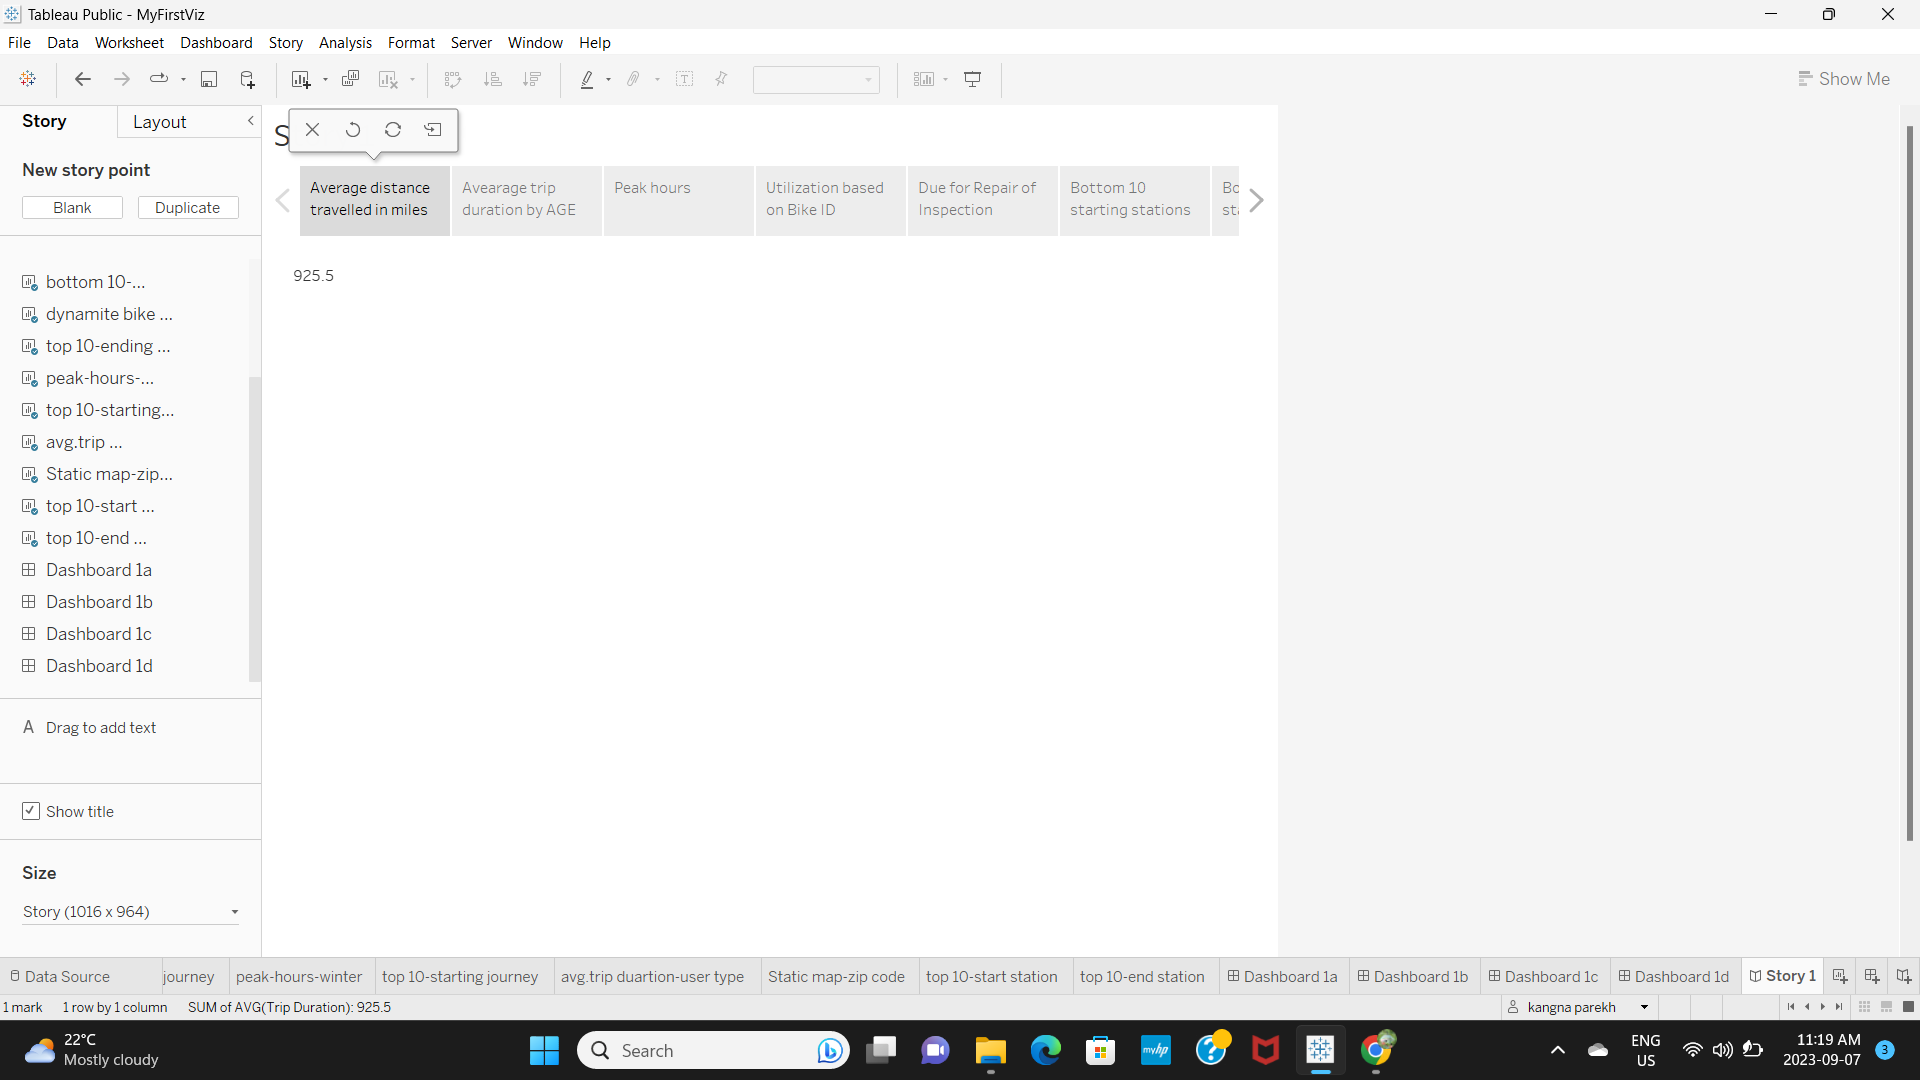 Tableau Public - MyFirstViz
File Data Worksheet Dashboard Story Analysis Format Server Window Help
Show Me
Story Layout
New story point
Blank Duplicate
bottom 10-...
dynamite bike ...
top 10-ending ...
peak-hours-...
top 10-starting...
avg.trip ...
Static map-zip...
top 10-start ...
top 10-end ...
Dashboard 1a
Dashboard 1b
Dashboard 1c
Dashboard 1d
A Drag to add text
Show title
Size
Story (1016 x 964)
S
Average distance
travelled in miles
Avearage trip
duration by AGE
Peak hours
Utilization based
on Bike ID
Due for Repair of
Inspection
Bottom 10
starting stations
925.5
Data Source journey peak-hours-winter top 10-starting journey avg.trip duartion-user type Static map-zip code top 10-start station top 10-end station Dashboard 1a Dashboard 1b Dashboard 1c Dashboard 1d Story 1
1 mark 1 row by 1 column SUM of AVG(Trip Duration): 925.5 kangna parekh
22°C
Mostly cloudy
Search
myhp
ENG
US
11:19 AM
2023-09-07
3